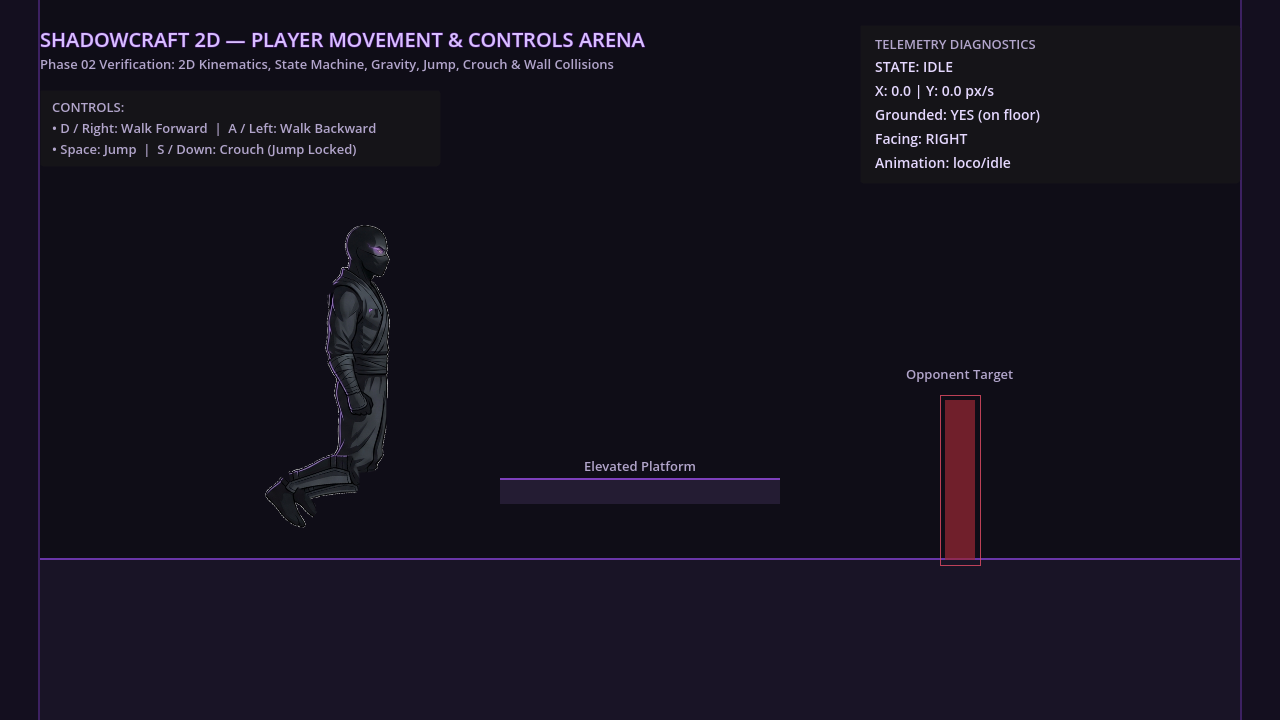 SHADOWCRAFT 2D — PLAYER MOVEMENT & CONTROLS ARENA
Phase 02 Verification: 2D Kinematics, State Machine, Gravity, Jump, Crouch & Wall Collisions
CONTROLS:
• D / Right: Walk Forward | A / Left: Walk Backward
• Space: Jump | S / Down: Crouch (Jump Locked)
TELEMETRY DIAGNOSTICS
STATE: IDLE
X: 0.0 | Y: 0.0 px/s
Grounded: YES (on floor)
Facing: RIGHT
Animation: loco/idle
Opponent Target
Elevated Platform